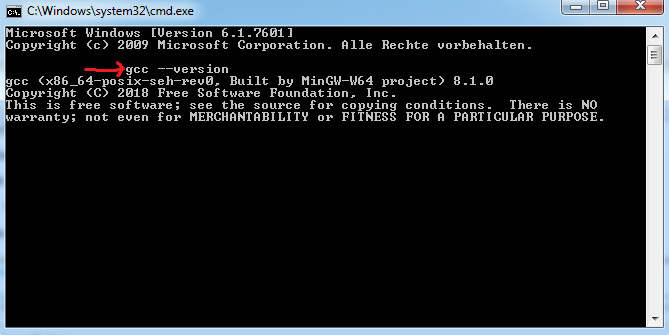 C:\Windows\system32\cmd.exe
Microsoft Windows [Version 6.1.7601]
Copyright (c) 2009 Microsoft Corporation. Alle Rechte vorbehalten.
gcc --version
gcc (x86_64-posix-seh-rev0, Built by MinGW-W64 project) 8.1.0
Copyright (C) 2018 Free Software Foundation, Inc.
This is free software; see the source for copying conditions.  There is NO
warranty; not even for MERCHANTABILITY or FITNESS FOR A PARTICULAR PURPOSE.